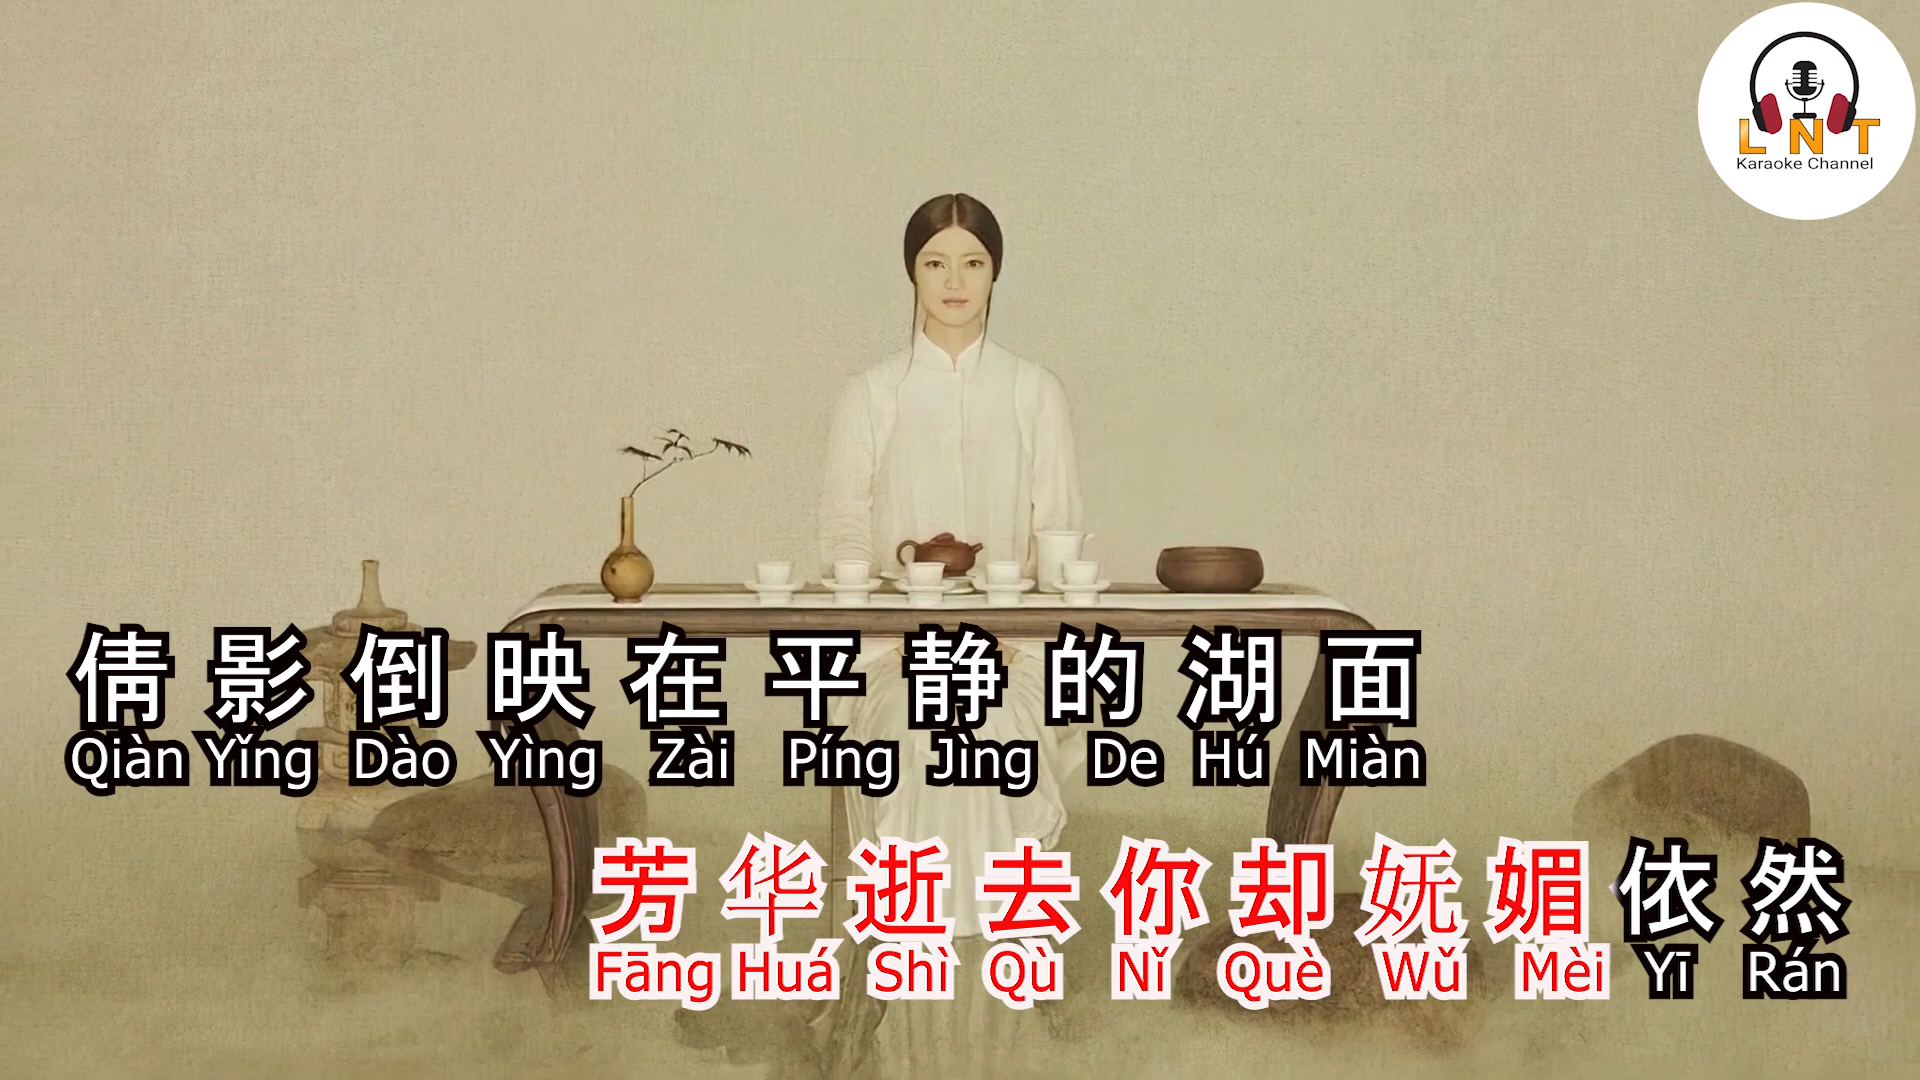 L N T
Karaoke Channel
倩 影 倒 映 在 平 静 的 湖 面
Qiàn Yǐng Dào Yìng Zài Píng Jìng De Hú Miàn
芳 华 逝 去 你 却 妩 媚 依 然
Fāng Huá Shì Qù Nǐ Què Wǔ Mèi Yī Rán